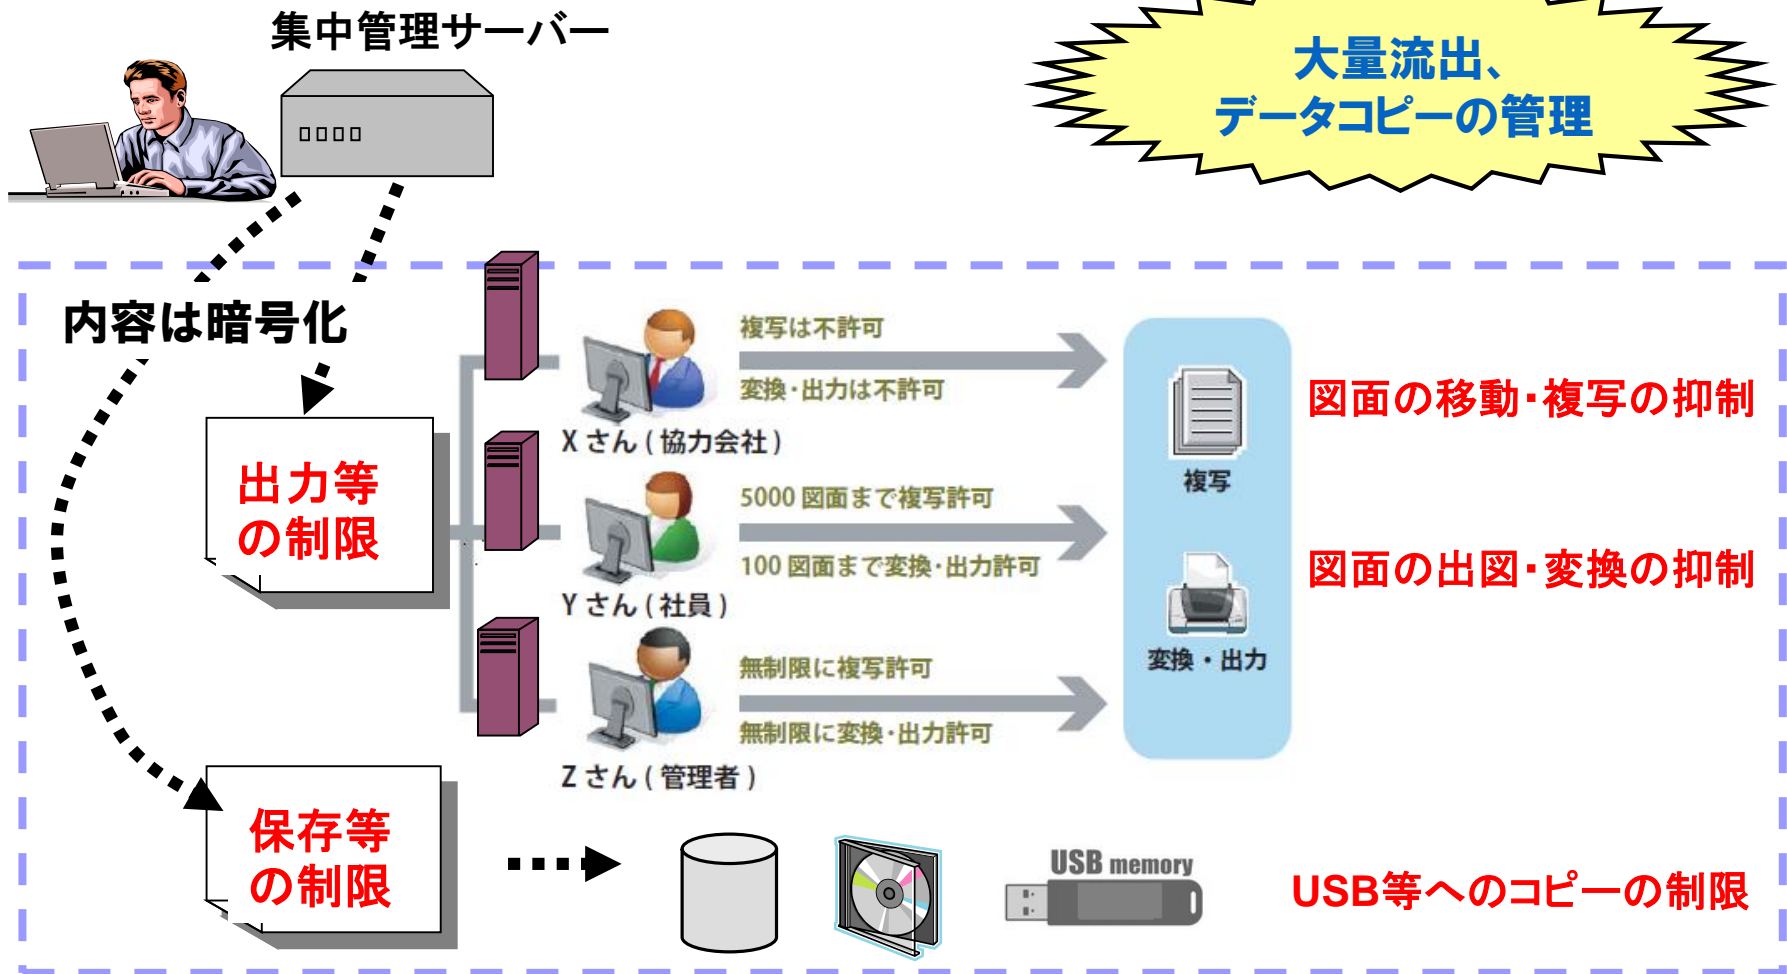 集中管理サーバー
大量流出、
データコピーの管理
内容は暗号化
出力等
の制限
複写は不許可
変換・出力は不許可
Xさん(協力会社)
5000 図面まで複写許可
100 図面まで変換・出力許可
Yさん(社員)
無制限に複写許可
無制限に変換・出力許可
Zさん(管理者)
複写
変換・出力
図面の移動・複写の抑制
図面の出図・変換の抑制
保存等
の制限
USB memory
USB等へのコピーの制限